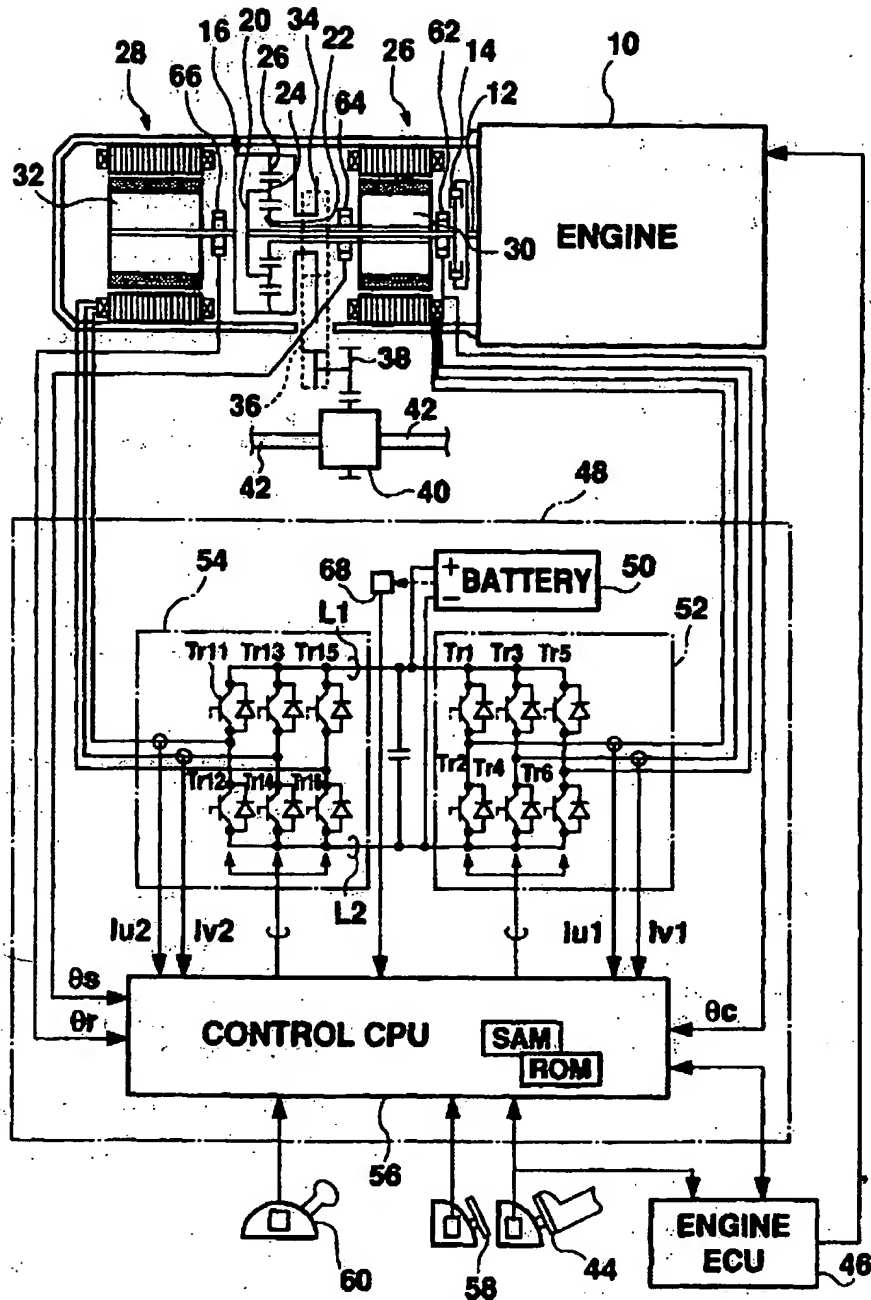 16 20 34 22 62 10
28 26 26 14
66 24 64 12
32
ENGINE
30
38
36
42
42
40
48
54
68
+
−
BATTERY
50
L1
52
Tr11 Tr13 Tr15
Tr1 Tr3 Tr5
Tr12 Tr14
Tr2 Tr4 Tr6
L2
Iu2 Iv2
Iu1 Iv1
θs
θr
θc
CONTROL CPU
SAM
ROM
56
60
58
44
ENGINE
ECU
46